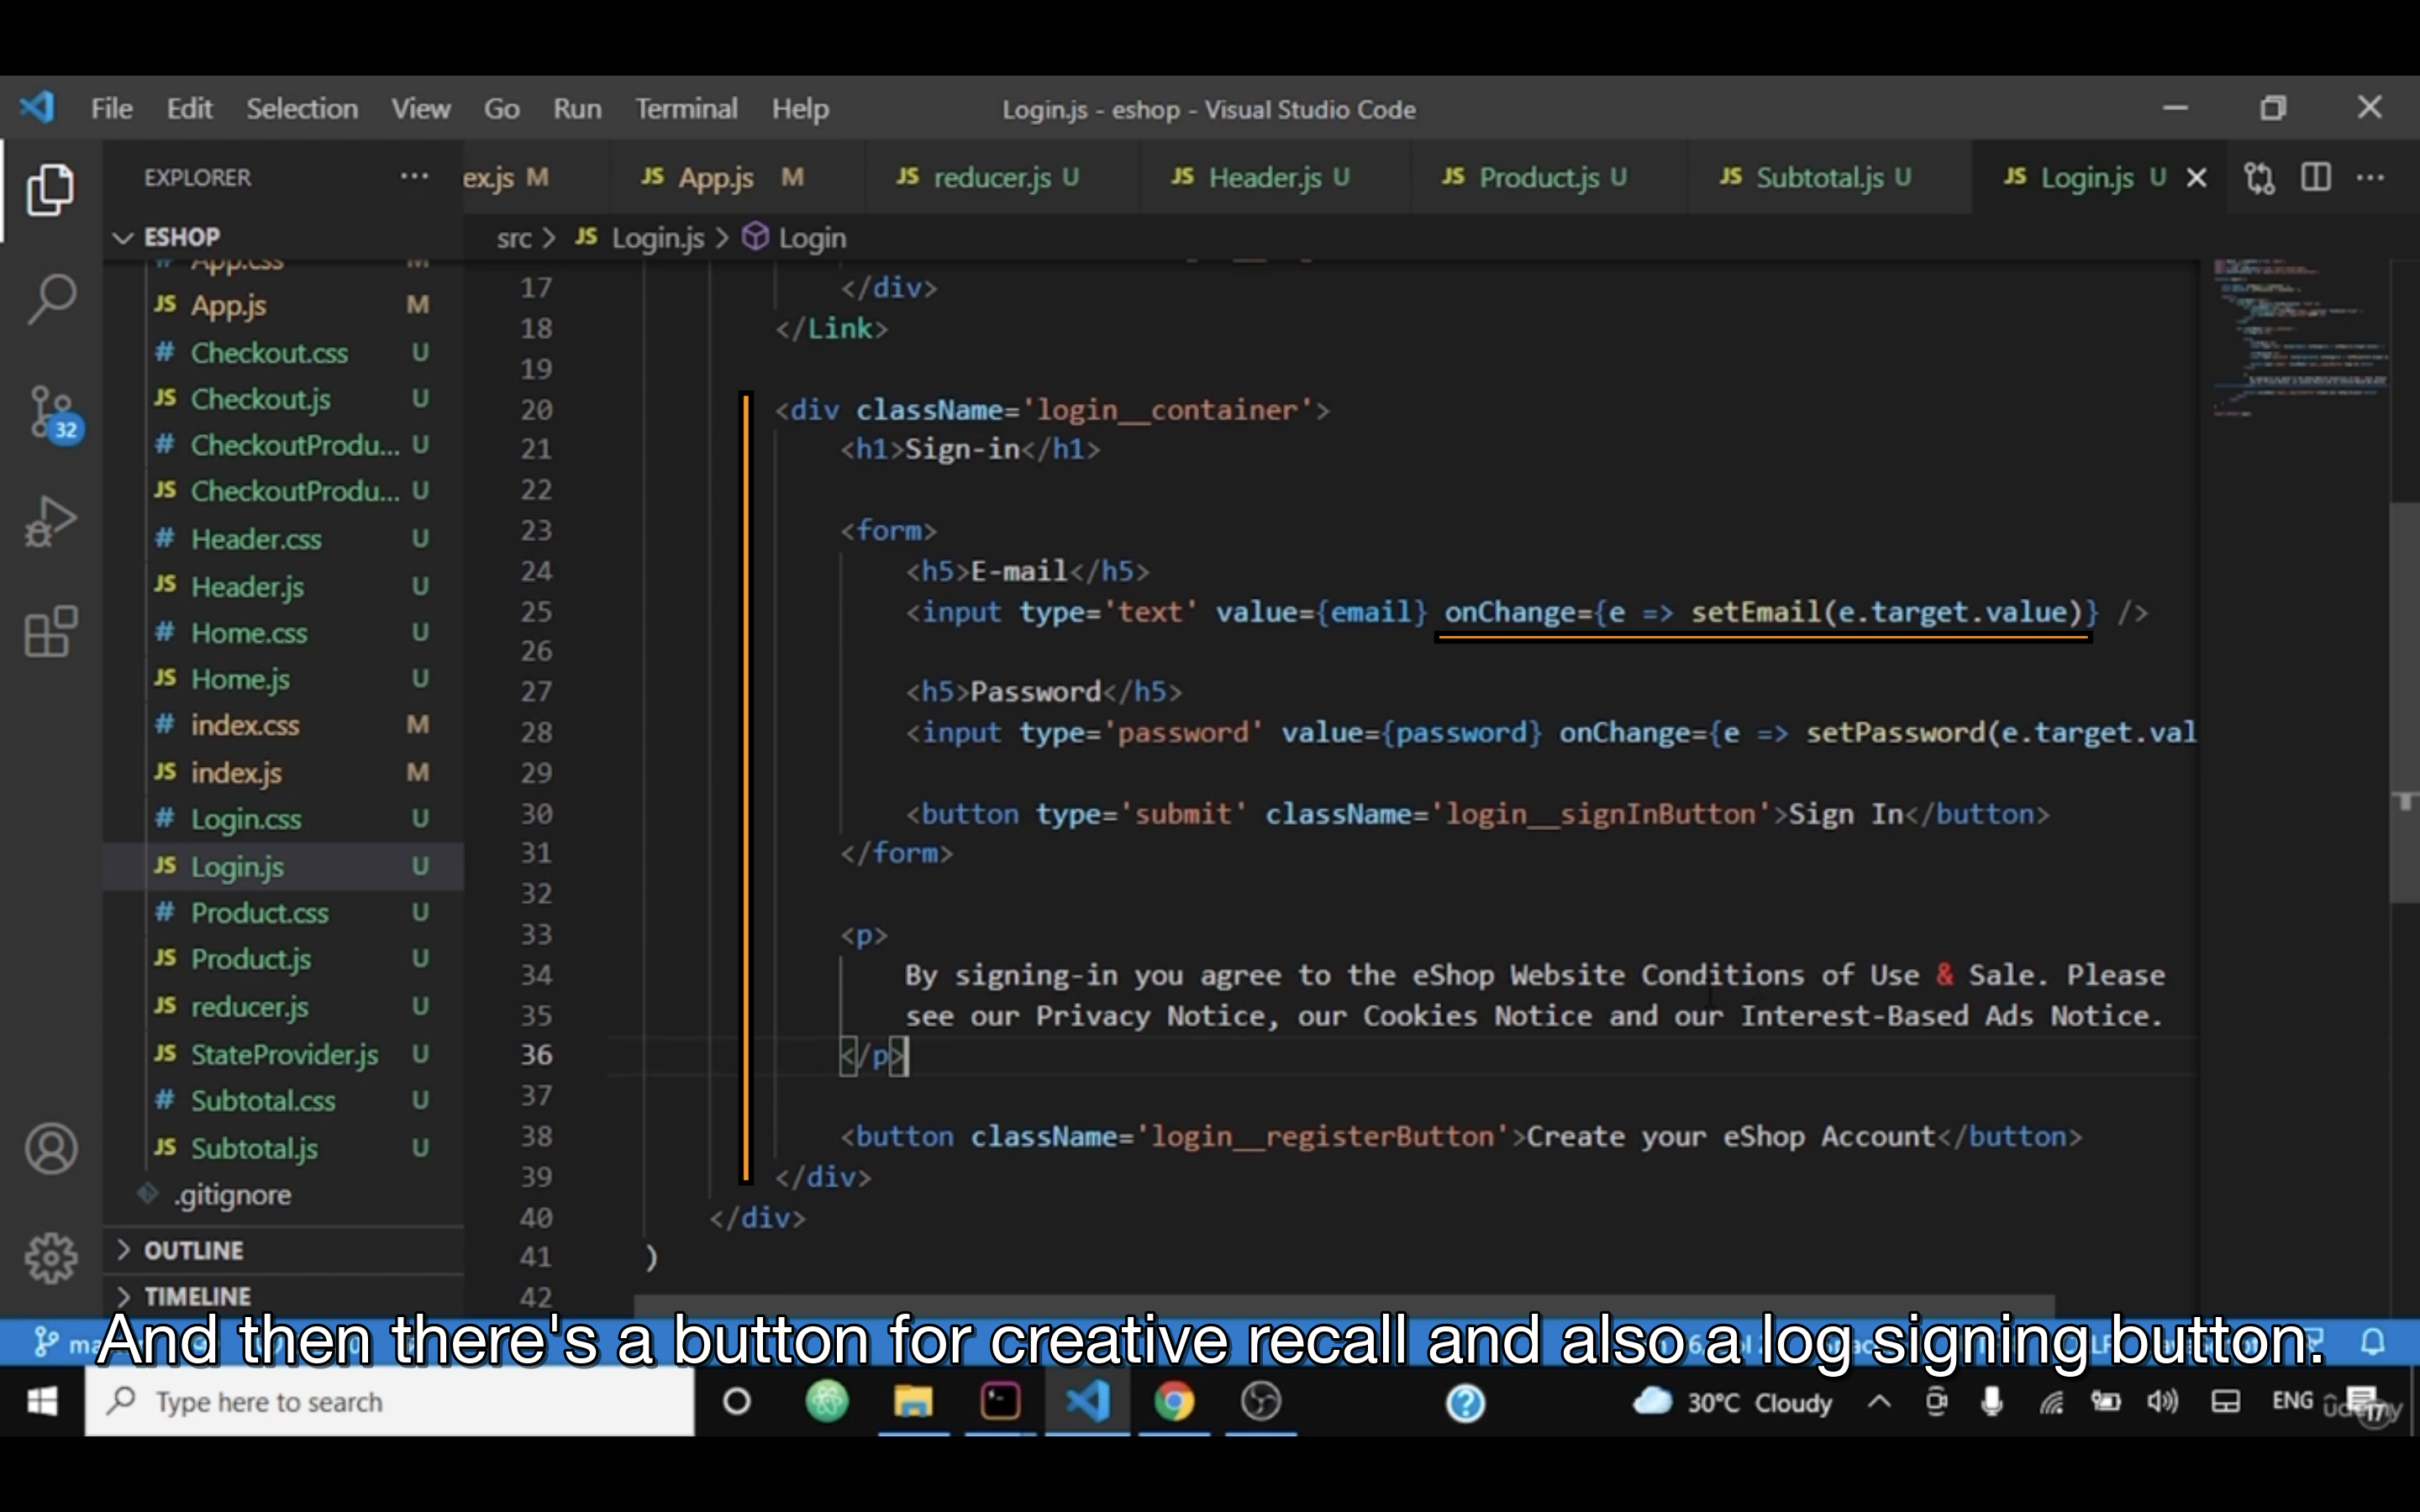 File Edit Selection View Go Run Terminal Help
Login.js - eshop - Visual Studio Code
EXPLORER
ex.js M
JS App.js M
JS reducer.js U
JS Header.js U
JS Product.js U
JS Subtotal.js U
JS Login.js U
ESHOP
src > JS Login.js > Login
# App.css M
JS App.js M
# Checkout.css U
JS Checkout.js U
# CheckoutProdu... U
JS CheckoutProdu... U
# Header.css U
JS Header.js U
# Home.css U
JS Home.js U
# index.css M
JS index.js M
# Login.css U
JS Login.js U
# Product.css U
JS Product.js U
JS reducer.js U
JS StateProvider.js U
# Subtotal.css U
JS Subtotal.js U
.gitignore
OUTLINE
TIMELINE
32
17 </div>
18 </Link>
19
20 <div className='login__container'>
21 <h1>Sign-in</h1>
22
23 <form>
24 <h5>E-mail</h5>
25 <input type='text' value={email} onChange={e => setEmail(e.target.value)} />
26
27 <h5>Password</h5>
28 <input type='password' value={password} onChange={e => setPassword(e.target.val
29
30 <button type='submit' className='login__signInButton'>Sign In</button>
31 </form>
32
33 <p>
34 By signing-in you agree to the eShop Website Conditions of Use & Sale. Please
35 see our Privacy Notice, our Cookies Notice and our Interest-Based Ads Notice.
36 </p>
37
38 <button className='login__registerButton'>Create your eShop Account</button>
39 </div>
40 </div>
41 )
42
And then there's a button for creative recall and also a log signing button.
Type here to search
30°C Cloudy
ENG
17
udemy